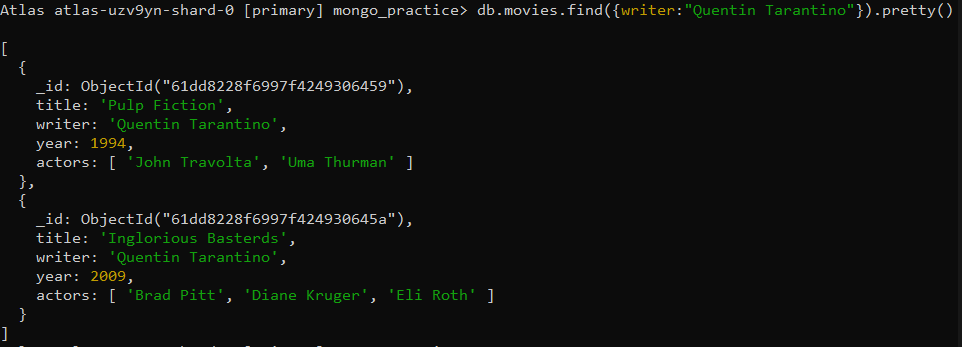 Atlas atlas-uzv9yn-shard-0 [primary] mongo_practice> db.movies.find({writer:"Quentin Tarantino"}).pretty()
[
  {
    _id: ObjectId("61dd8228f6997f4249306459"),
    title: 'Pulp Fiction',
    writer: 'Quentin Tarantino',
    year: 1994,
    actors: [ 'John Travolta', 'Uma Thurman' ]
  },
  {
    _id: ObjectId("61dd8228f6997f424930645a"),
    title: 'Inglorious Basterds',
    writer: 'Quentin Tarantino',
    year: 2009,
    actors: [ 'Brad Pitt', 'Diane Kruger', 'Eli Roth' ]
  }
]